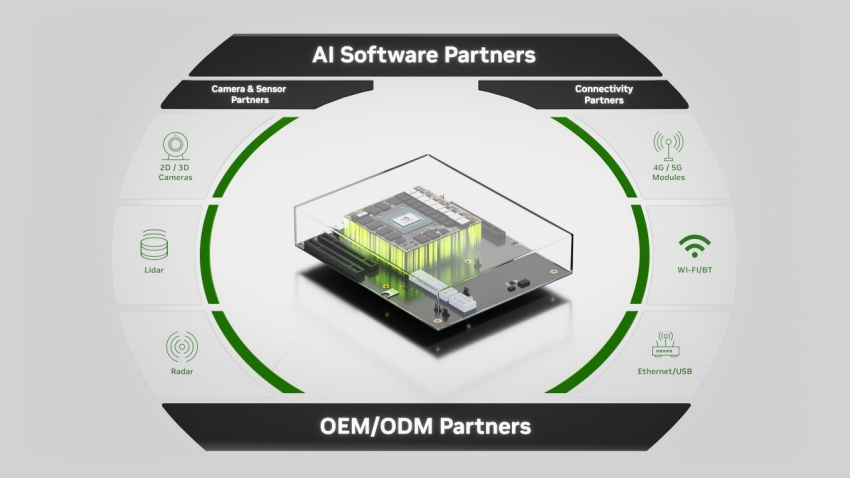 AI Software Partners
Camera & Sensor
Partners
Connectivity
Partners
2D / 3D
Cameras
4G / 5G
Modules
Lidar
WI-FI/BT
Radar
Ethernet/USB
OEM/ODM Partners